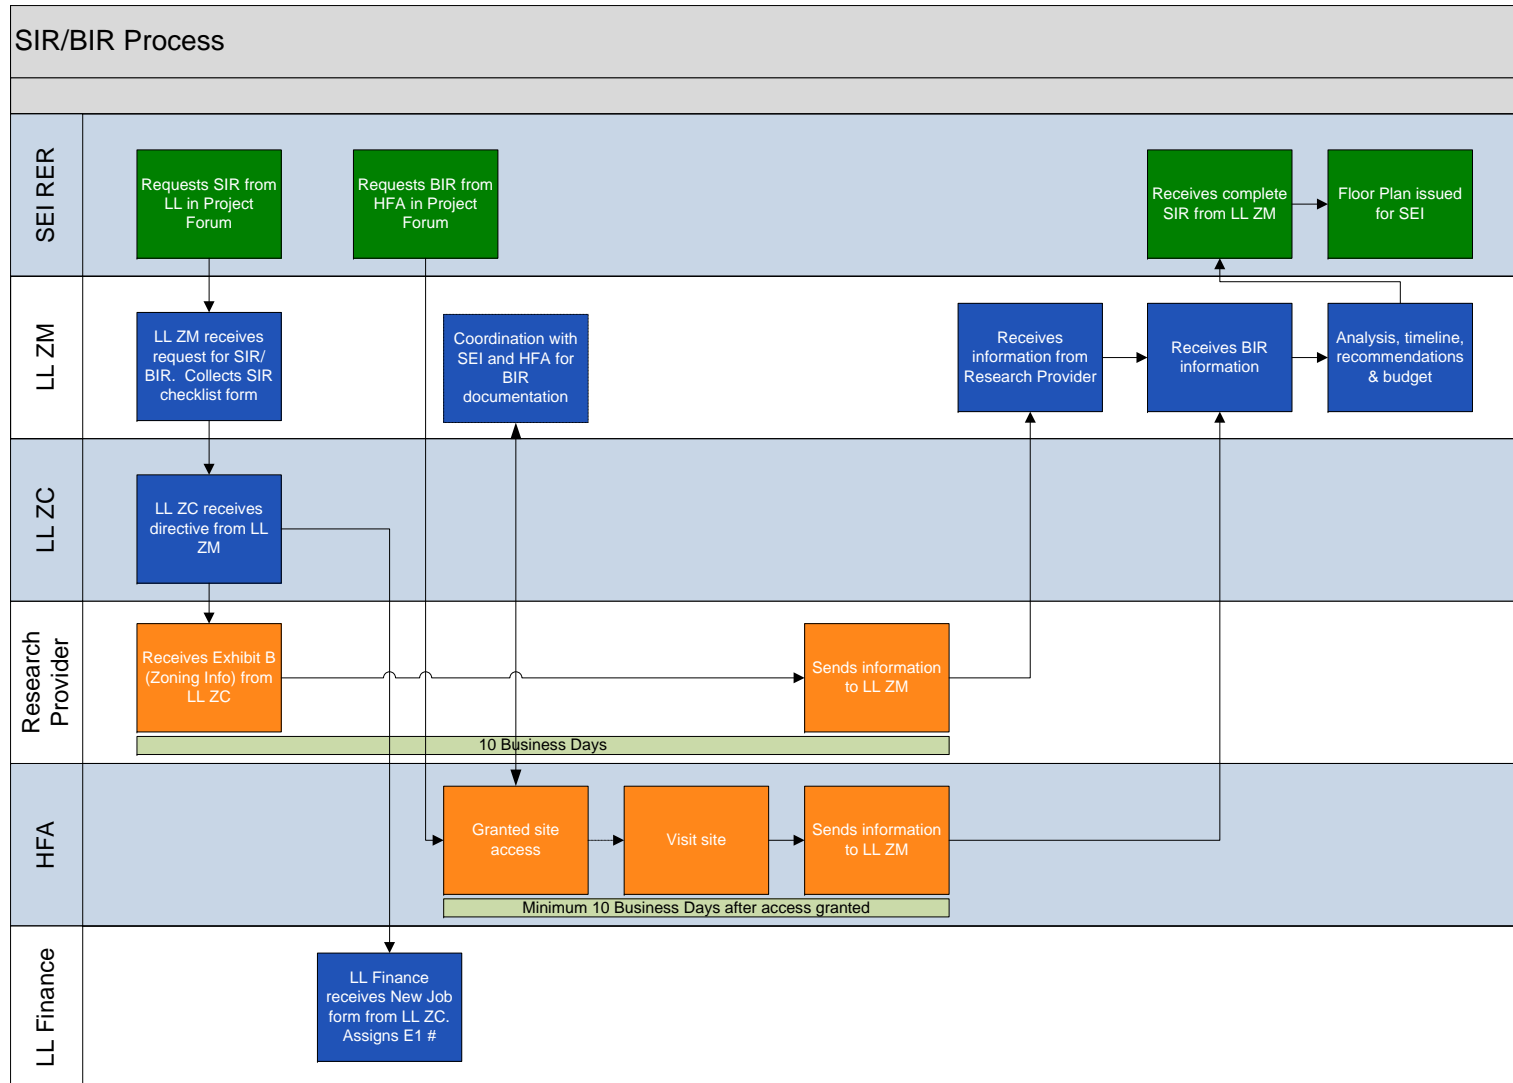 SIR/BIR Process
SEI RER
Requests SIR from
LL in Project
Forum
Requests BIR from
HFA in Project
Forum
Receives complete
SIR from LL ZM
Floor Plan issued
for SEI
LL ZM
LL ZM receives
request for SIR/
BIR.  Collects SIR
checklist form
Coordination with
SEI and HFA for
BIR
documentation
Receives
information from
Research Provider
Receives BIR
information
Analysis, timeline,
recommendations
& budget
LL ZC
LL ZC receives
directive from LL
ZM
Research
Provider
Receives Exhibit B
(Zoning Info) from
LL ZC
Sends information
to LL ZM
10 Business Days
HFA
Granted site
access
Visit site
Sends information
to LL ZM
Minimum 10 Business Days after access granted
LL Finance
LL Finance
receives New Job
form from LL ZC.
Assigns E1 #